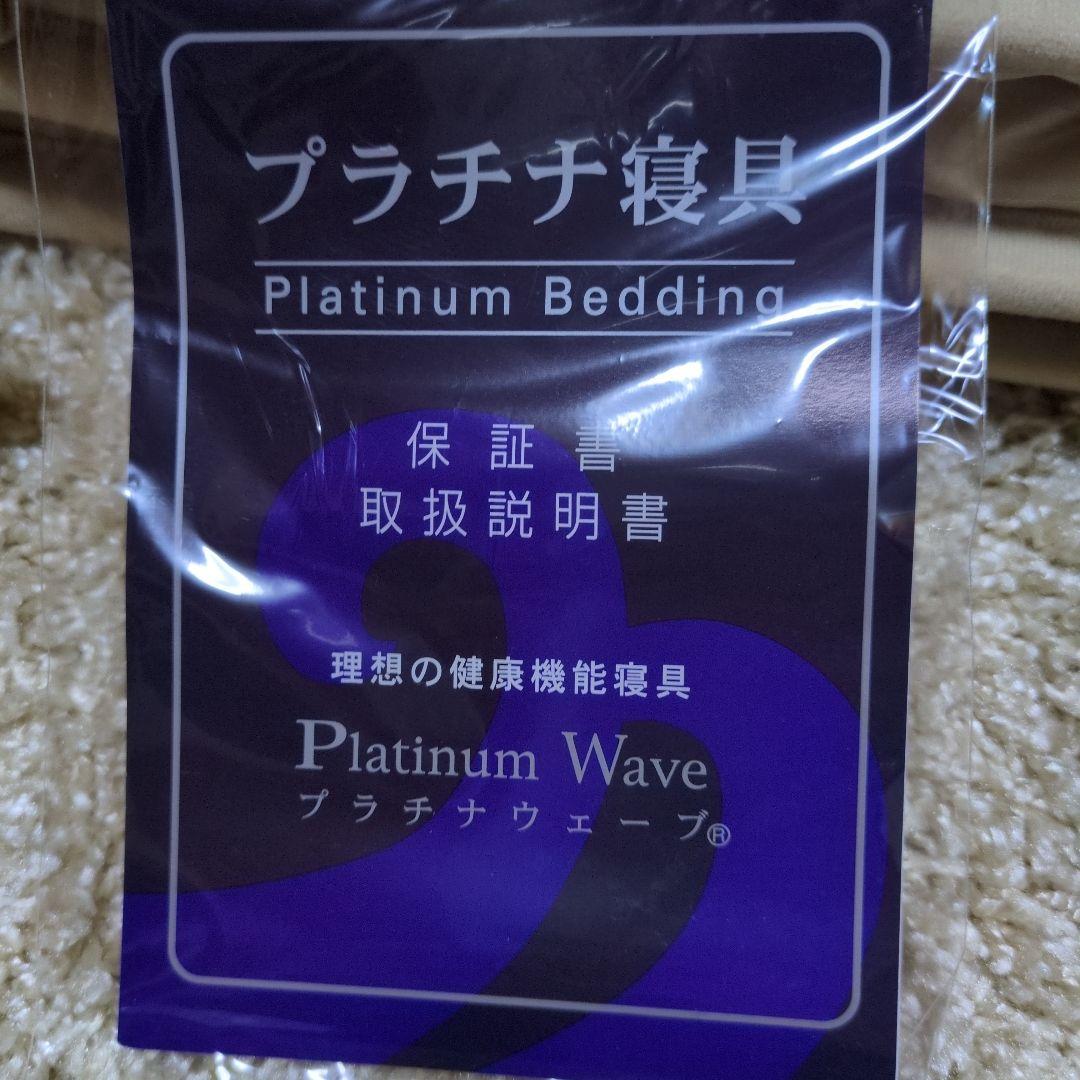 プラチナ寝具
Platinum Bedding
保証書
取扱説明書
理想の健康機能寝具
Platinum Wave
プラチナウェーブ®